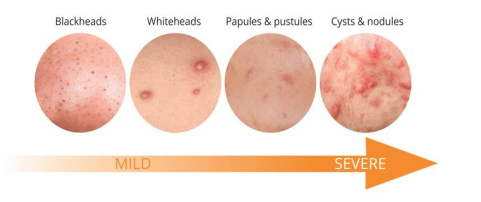 Blackheads
Whiteheads
Papules & pustules
Cysts & nodules
MILD
SEVERE